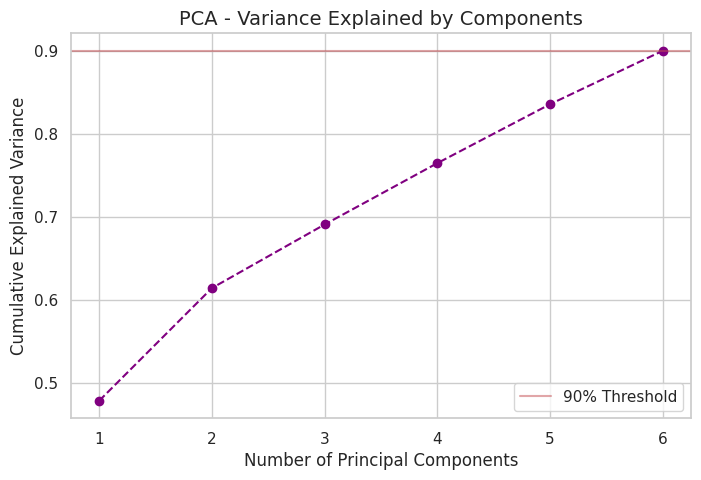 PCA - Variance Explained by Components
Cumulative Explained Variance
0.9
0.8
0.7
0.6
0.5
90% Threshold
1 2 3 4 5 6
Number of Principal Components